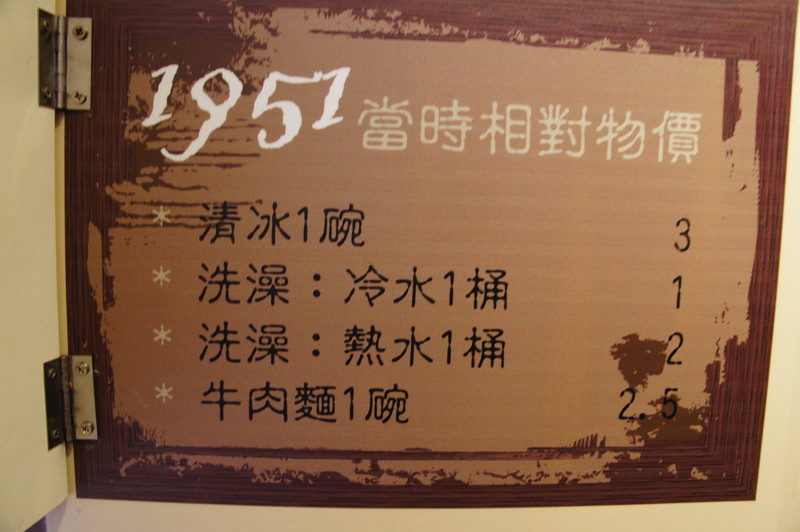 1951 當時相對物價
* 清冰1碗 3
* 洗澡：冷水1桶 1
* 洗澡：熱水1桶 2
* 牛肉麵1碗 2.5